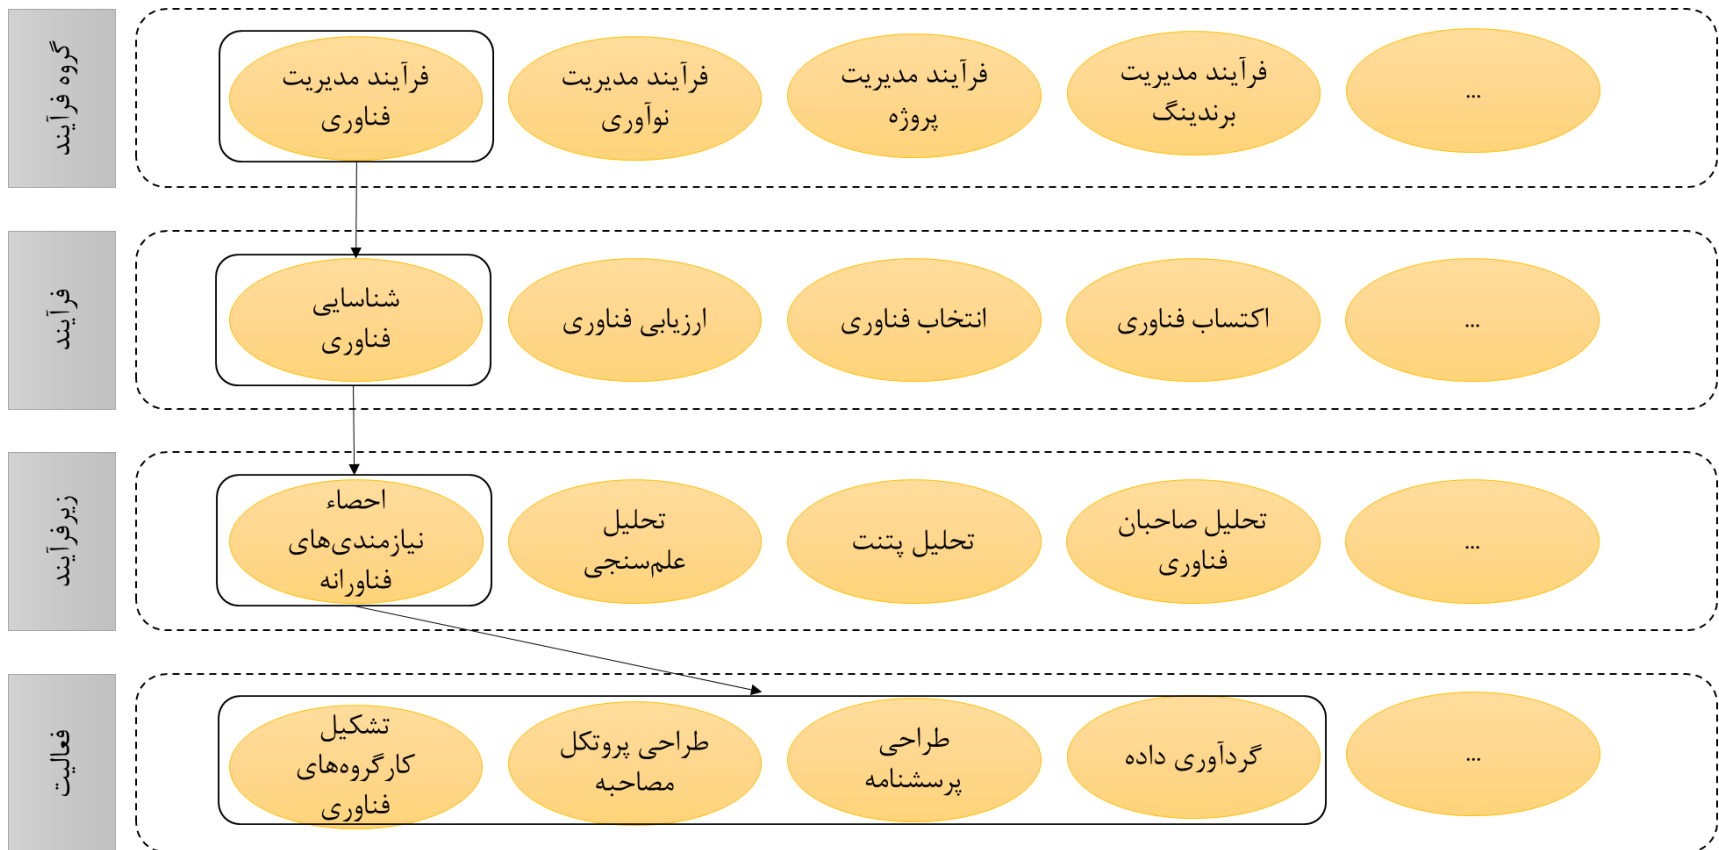 گروه فرآیند
فرآیند مدیریت
فناوری
فرآیند مدیریت
نوآوری
فرآیند مدیریت
پروژه
فرآیند مدیریت
برندینگ
...
فرآیند
شناسایی
فناوری
ارزیابی فناوری
انتخاب فناوری
اکتساب فناوری
...
زیرفرآیند
احصاء
نیازمندی‌های
فناورانه
تحلیل
علم‌سنجی
تحلیل پتنت
تحلیل صاحبان
فناوری
...
فعالیت
تشکیل
کارگروه‌های
فناوری
طراحی پروتکل
مصاحبه
طراحی
پرسشنامه
گردآوری داده
...